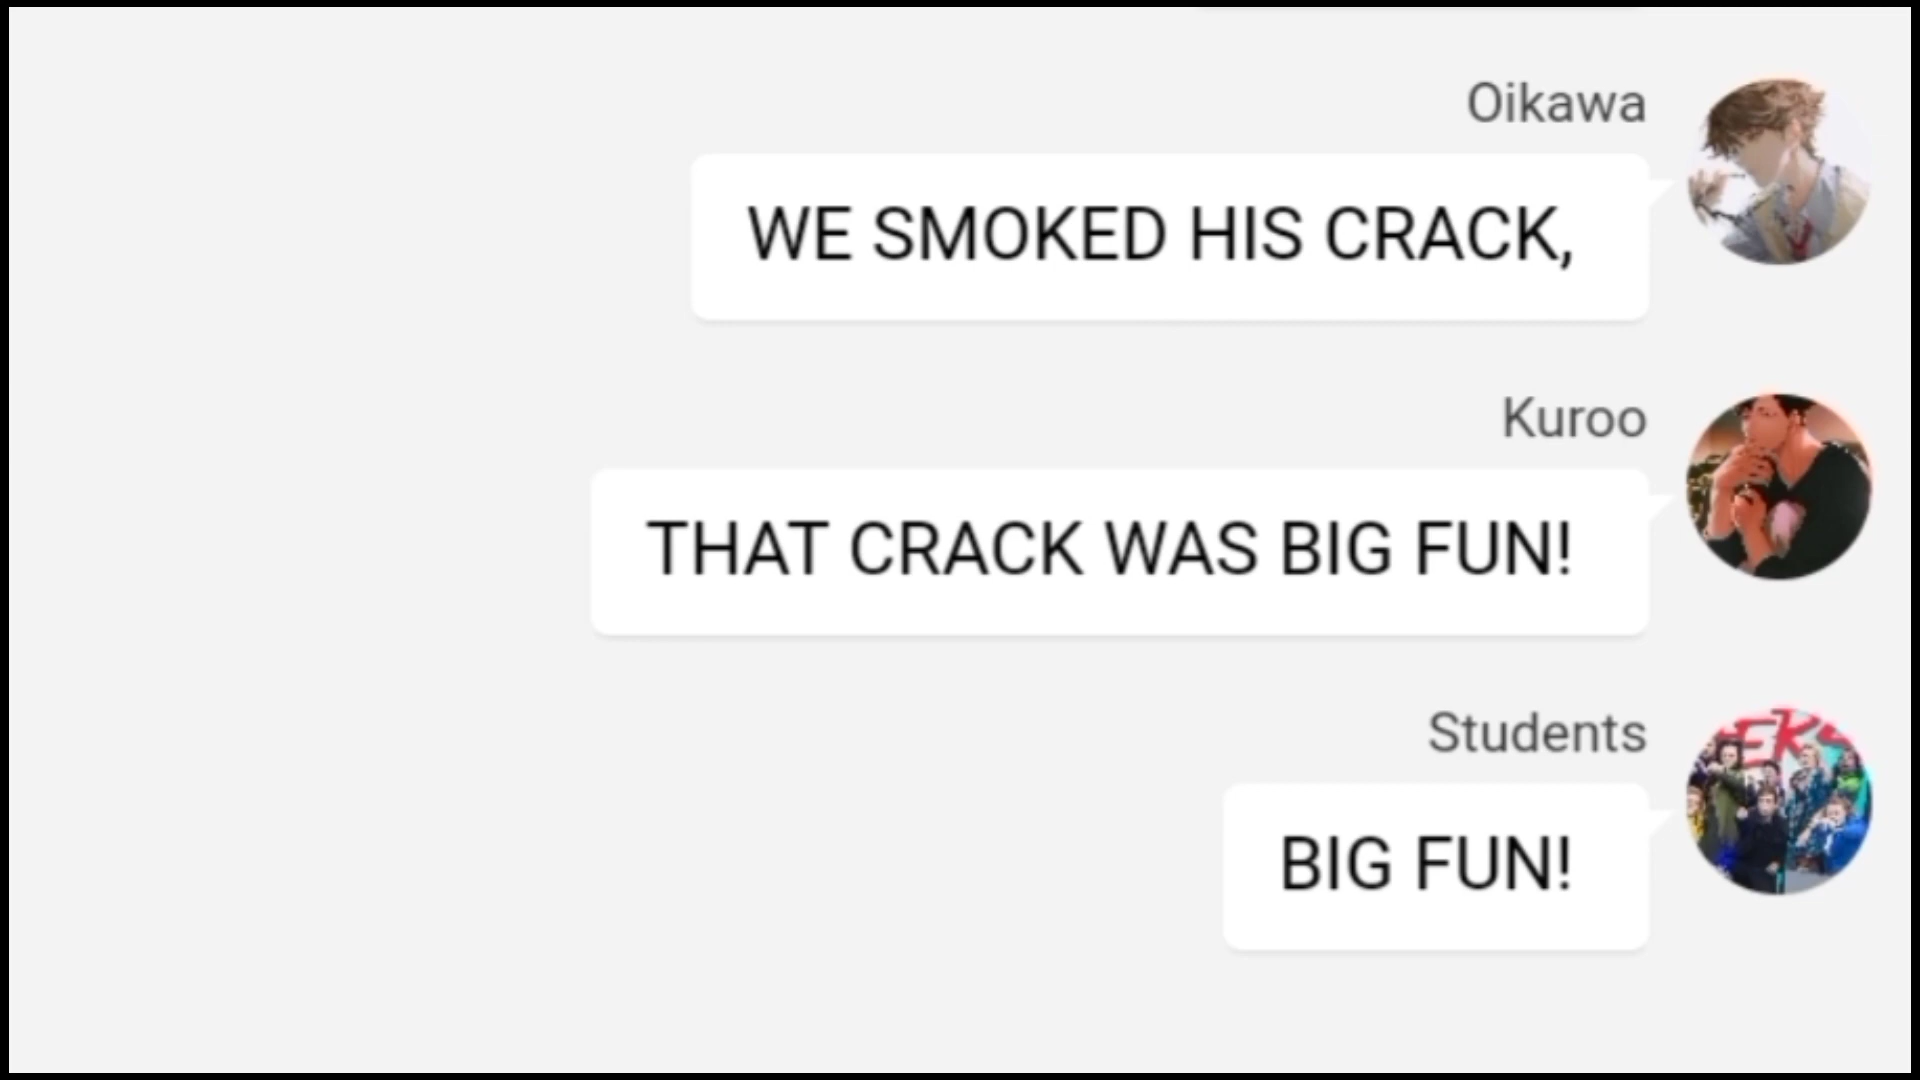 Oikawa
WE SMOKED HIS CRACK,
Kuroo
THAT CRACK WAS BIG FUN!
Students
BIG FUN!